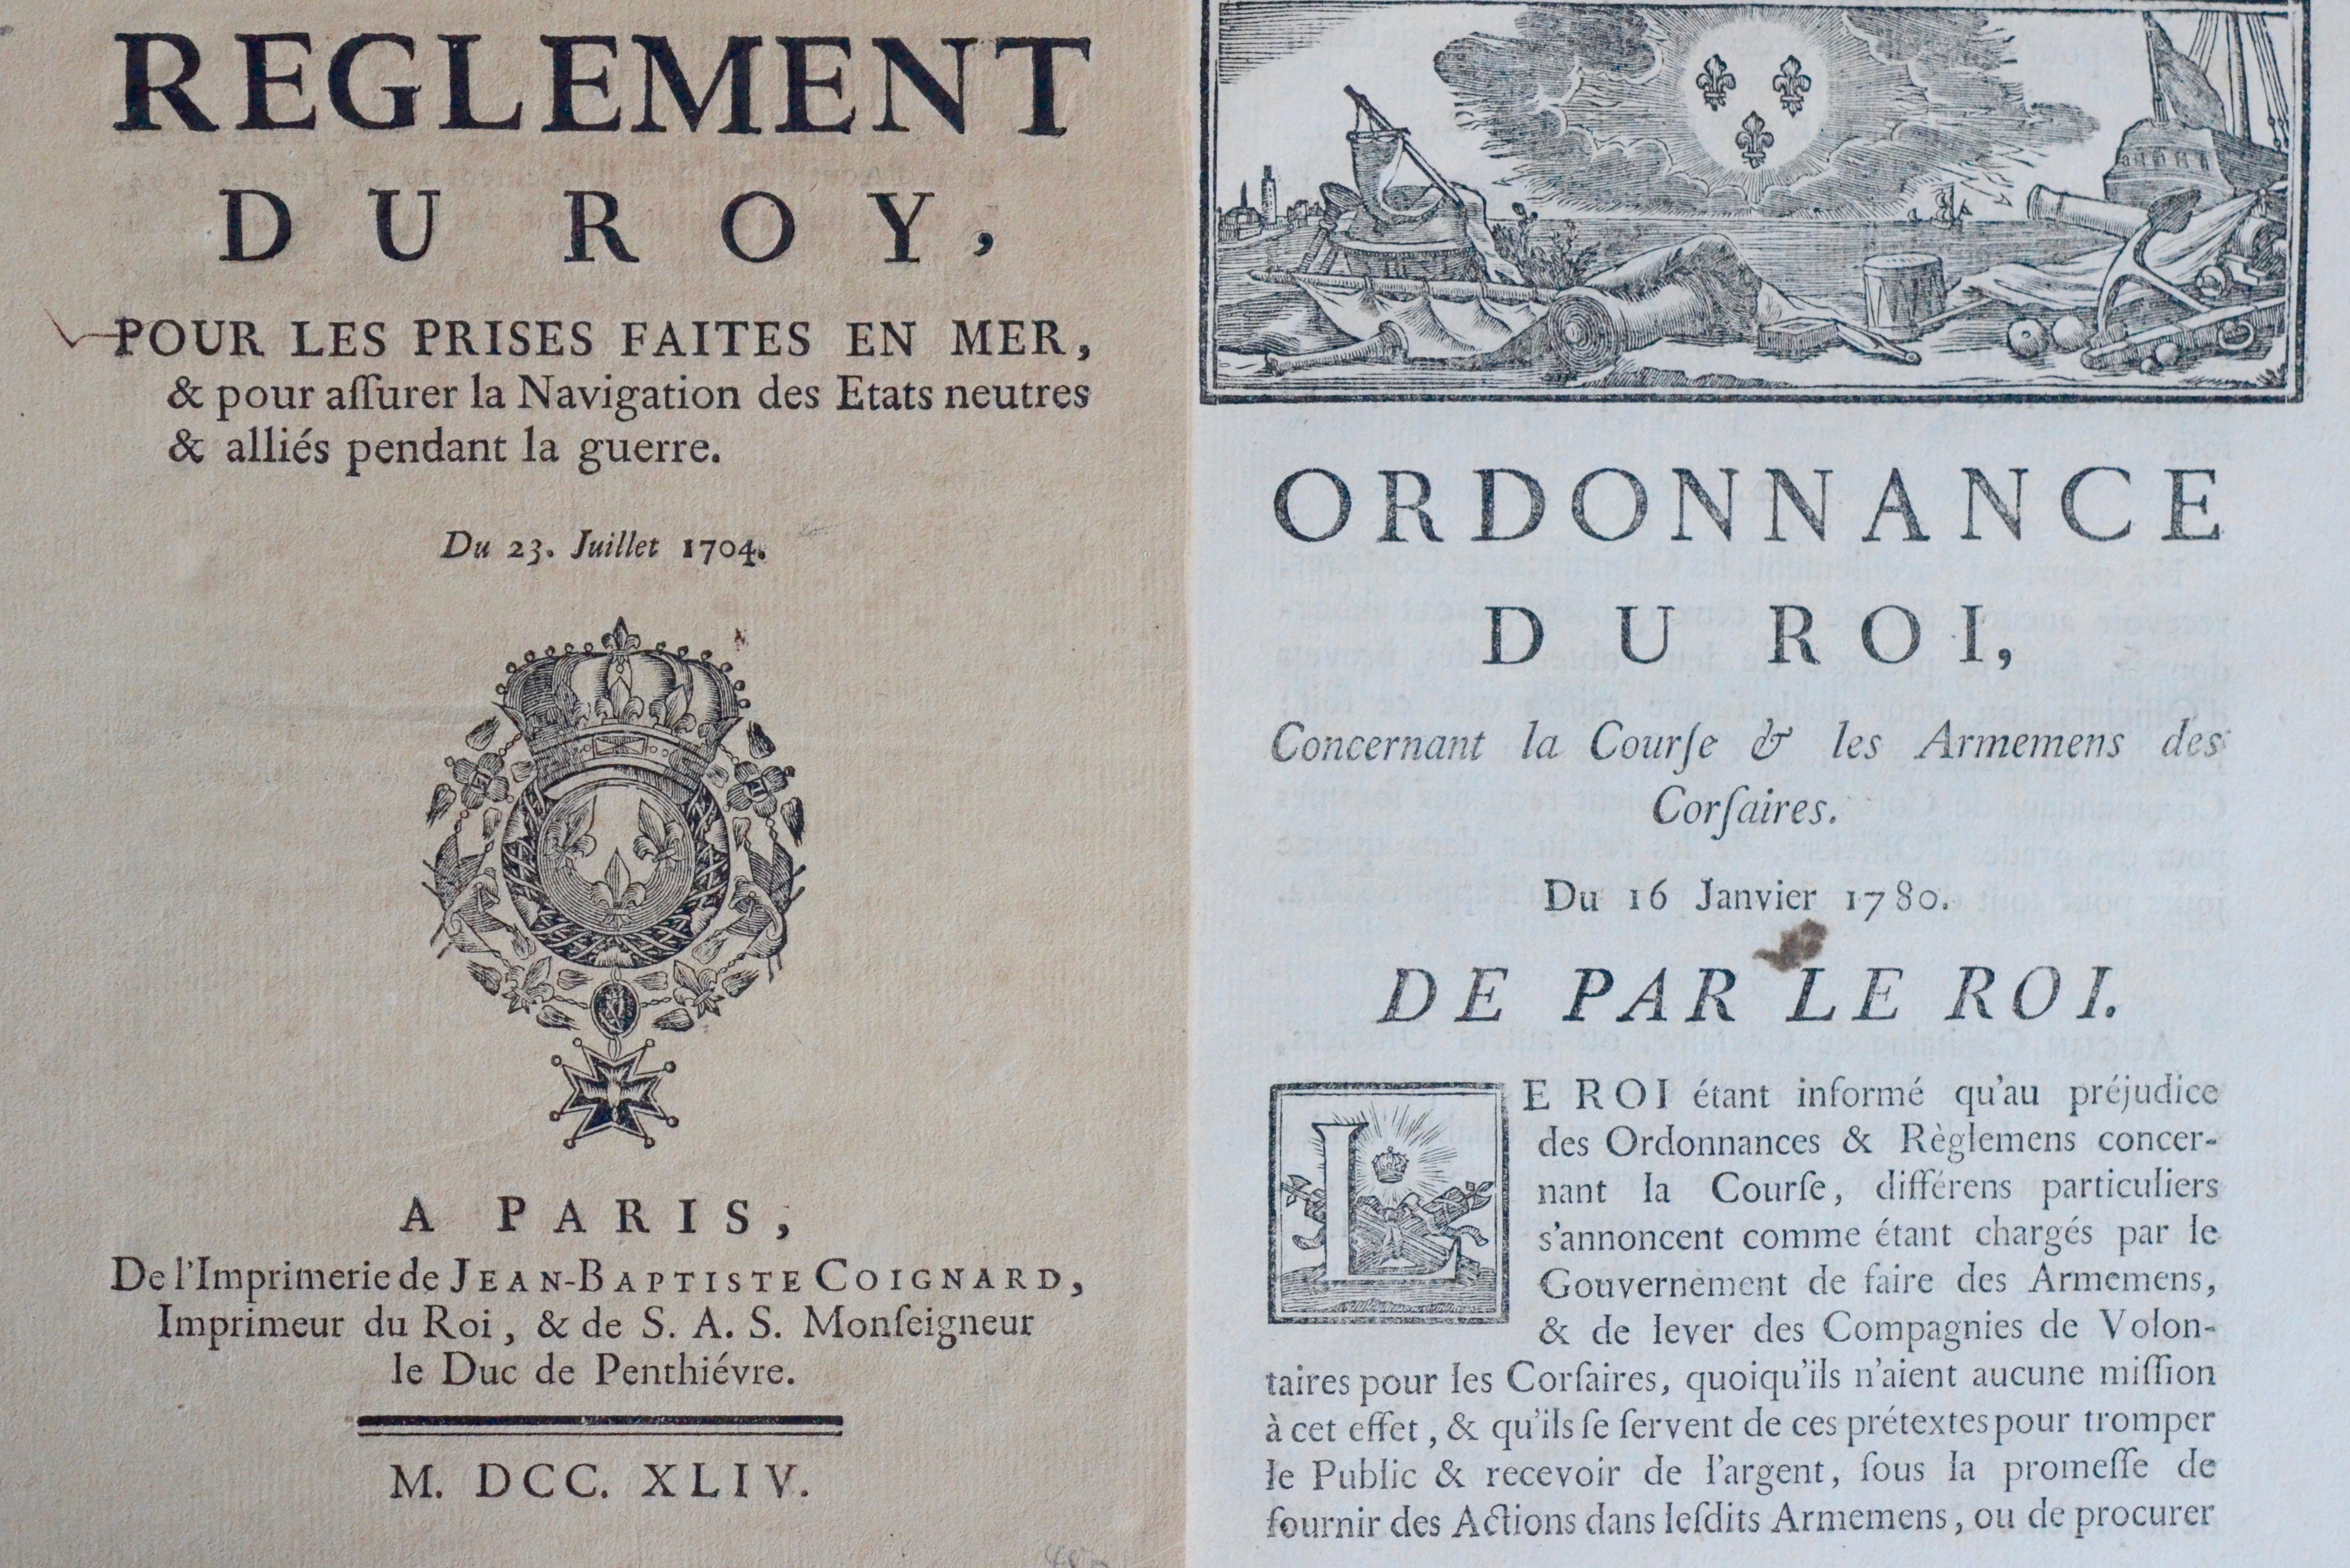 REGLEMENT
DU ROY,
POUR LES PRISES FAITES EN MER,
& pour aſſurer la Navigation des Etats neutres
& alliés pendant la guerre.
Du 23. Juillet 1704.
A PARIS,
De l'Imprimerie de JEAN-BAPTISTE COIGNARD,
Imprimeur du Roi, & de S. A. S. Monſeigneur
le Duc de Penthiévre.
M. DCC. XLIV.
ORDONNANCE
DU ROI,
Concernant la Courſe & les Armemens des
Corſaires.
Du 16 Janvier 1780.
DE PAR LE ROI.
LE ROI étant informé qu'au préjudice
des Ordonnances & Règlemens concer-
nant la Courſe, différens particuliers
s'annoncent comme étant chargés par le
Gouvernement de faire des Armemens,
& de lever des Compagnies de Volon-
taires pour les Corſaires, quoiqu'ils n'aient aucune miſſion
à cet effet, & qu'ils ſe ſervent de ces prétextes pour tromper
le Public & recevoir de l'argent, ſous la promeſſe de
fournir des Actions dans leſdits Armemens, ou de procurer